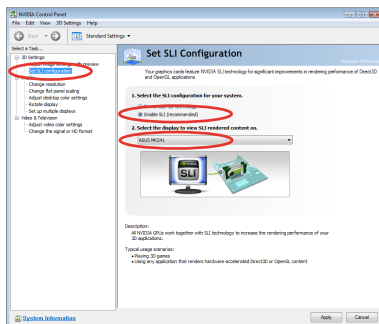 NVIDIA Control Panel
File Edit View 3D Settings Help
Back Standard Settings
Select a Task...
3D Settings
Set SLI configuration
Change resolution
Change flat panel scaling
Adjust desktop color settings
Rotate display
Set up multiple displays
Video & Television
Adjust video color settings
Change the signal or HD format
System Information
Set SLI Configuration
Restore Defaults
Your graphics cards feature NVIDIA SLI technology for significant improvements in rendering performance of Direct3D
and OpenGL applications.
1. Select the SLI configuration for your system.
Enable SLI (recommended)
2. Select the display to view SLI rendered content on.
ASUS MK241
SLI
Description:
All NVIDIA GPUs work together with SLI technology to increase the rendering performance of your
3D applications.
Typical usage scenarios:
• Playing 3D games
• Using any application that renders hardware-accelerated Direct3D or OpenGL content
Apply Cancel